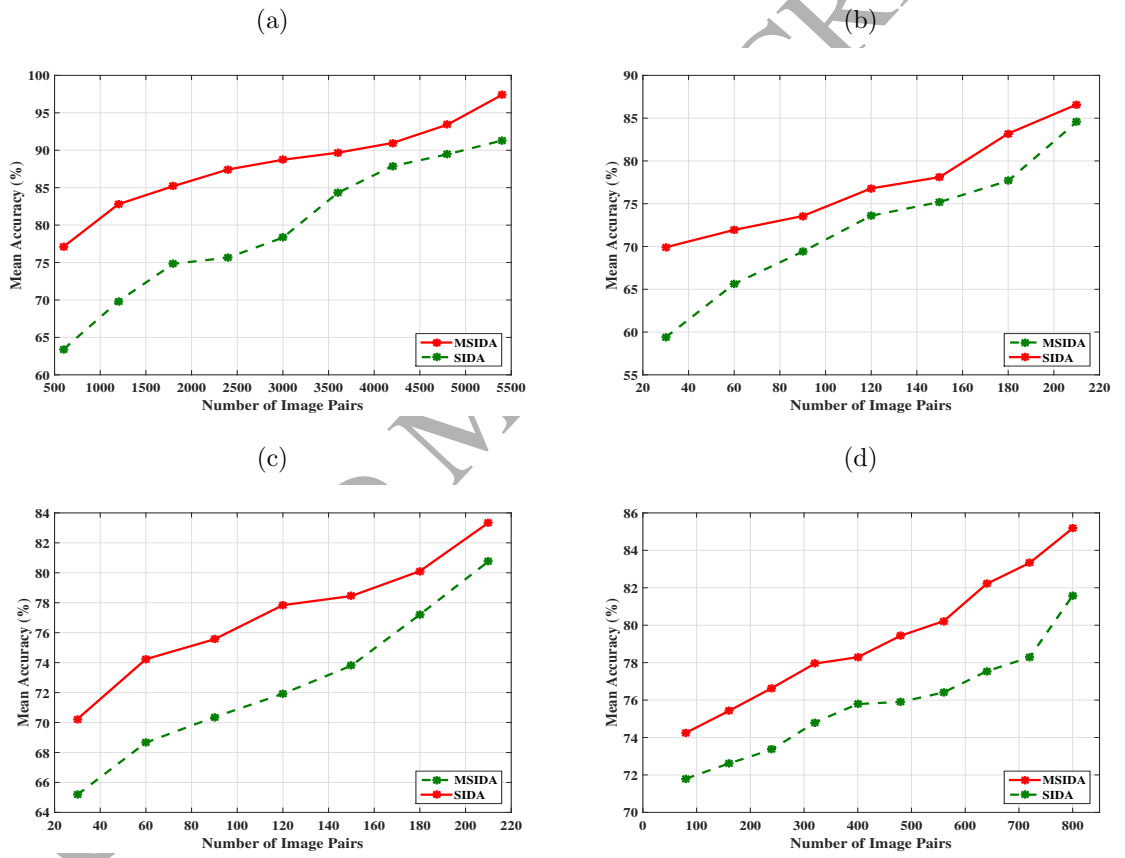 (a)
(b)
100
95
90
85
80
75
70
65
60
Mean Accuracy (%)
500 1000 1500 2000 2500 3000 3500 4000 4500 5000 5500
Number of Image Pairs
MSIDA
SIDA
90
85
80
75
70
65
60
55
Mean Accuracy (%)
20 40 60 80 100 120 140 160 180 200 220
Number of Image Pairs
MSIDA
SIDA
(c)
(d)
84
82
80
78
76
74
72
70
68
66
64
Mean Accuracy (%)
20 40 60 80 100 120 140 160 180 200 220
Number of Image Pairs
MSIDA
SIDA
86
84
82
80
78
76
74
72
70
Mean Accuracy (%)
0 100 200 300 400 500 600 700 800
Number of Image Pairs
MSIDA
SIDA